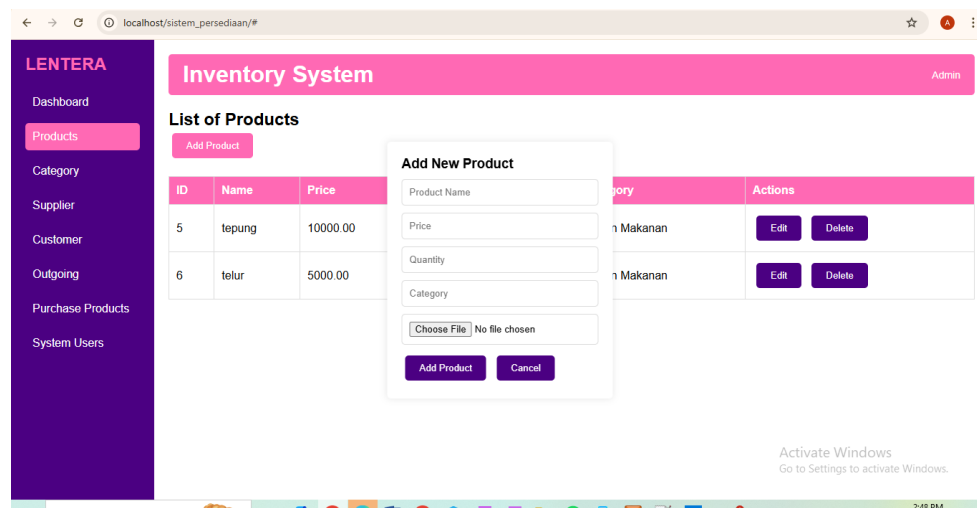 localhost/sistem_persediaan/#
A
LENTERA
Inventory System
Admin
Dashboard
Products
Category
Supplier
Customer
Outgoing
Purchase Products
System Users
List of Products
Add Product
ID Name Price gory Actions
5 tepung 10000.00 Makanan Edit Delete
6 telur 5000.00 Makanan Edit Delete
Add New Product
Product Name
Price
Quantity
Category
Choose File No file chosen
Add Product Cancel
Activate Windows
Go to Settings to activate Windows.
2:48 PM